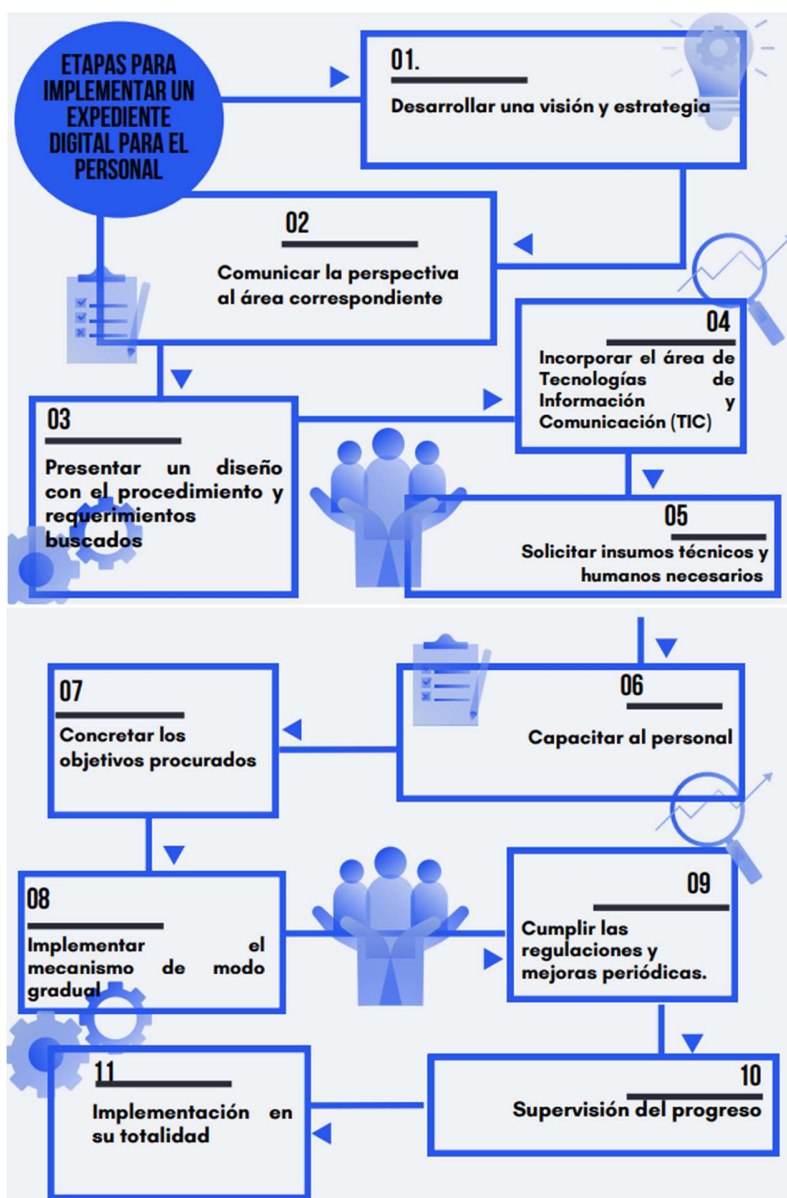 ETAPAS PARA
IMPLEMENTAR UN
EXPEDIENTE
DIGITAL PARA EL
PERSONAL
01.
Desarrollar una visión y estrategia
02
Comunicar la perspectiva
al área correspondiente
03
Presentar un diseño
con el procedimiento y
requerimientos
buscados
04
Incorporar el área de
Tecnologías de
Información y
Comunicación (TIC)
05
Solicitar insumos técnicos y
humanos necesarios
06
Capacitar al personal
07
Concretar los
objetivos procurados
08
Implementar el
mecanismo de modo
gradual
09
Cumplir las
regulaciones y
mejoras periódicas.
10
Supervisión del progreso
11
Implementación en
su totalidad